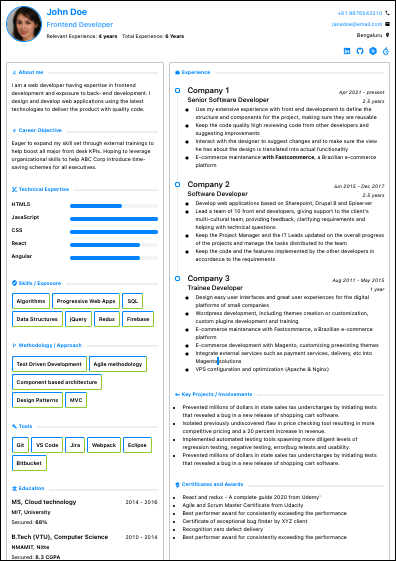 John Doe
Frontend Developer
Relevant Experience: 4 years Total Experience: 6 Years
+91 9876543210
janedoe@email.com
Bengaluru
About me
I am a web developer having expertise in frontend
development and exposure to back- end development. I
design and develop web applications using the latest
technologies to deliver the product with quality code.
Career Objective
Eager to expand my skill set through external trainings to
help boost all major front desk KPIs. Hoping to leverage
organizational skills to help ABC Corp introduce time-
saving schemes for all executives.
Technical Expertise
HTML5
JavaScript
CSS
React
Angular
Skills / Exposure
Algorithms
Progressive Web Apps
SQL
Data Structures
jQuery
Redux
Firebase
Methodology / Approach
Test Driven Development
Agile methodology
Component based architecture
Design Patterns
MVC
Tools
Git
VS Code
Jira
Webpack
Eclipse
Bitbucket
Education
MS, Cloud technology 2014 - 2016
MIT, University
Secured: 68%
B.Tech (VTU), Computer Science 2010 - 2014
NMAMIT, Nitte
Secured: 8.3 CGPA
Experience
Company 1 Apr 2021 - present
Senior Software Developer 2.5 years
Use my extensive experience with front end development to define the
structure and components for the project, making sure they are reusable
Keep the code quality high reviewing code from other developers and
suggesting improvements
Interact with the designer to suggest changes and to make sure the view
he has about the design is translated into actual functionality
E-commerce maintenance with Fastcommerce, a Brazilian e-commerce
platform
Company 2 Jun 2015 - Dec 2017
Software Developer 2.5 years
Develop web applications based on Sharepoint, Drupal 8 and Episerver
Lead a team of 10 front end developers, giving support to the client's
multi-cultural team, providing feedback, clarifying requirements and
helping with technical questions
Keep the Project Manager and the IT Leads updated on the overall progress
of the projects and manage the tasks distributed to the team
Keep the code and the features implemented by the other developers in
accordance to the requirements
Company 3 Aug 2011 - May 2015
Trainee Developer 1 year
Design easy user interfaces and great user experiences for the digital
platforms of small companies
Wordpress development, including themes creation or customization,
custom plugins development and training
E-commerce maintenance with Fastcommerce, a Brazilian e-commerce
platform
E-commerce development with Magento, customizing preexisting themes
Integrate external services such as payment services, delivery, etc into
Magento solutions
VPS configuration and optimization (Apache & Nginx)
Key Projects / Involvements
Prevented millions of dollars in state sales tax undercharges by initiating tests
that revealed a bug in a new release of shopping cart software.
Isolated previously undiscovered flaw in price checking tool resulting in more
competitive pricing and a 20 percent increase in revenue.
Implemented automated testing tools spanning more diligent levels of
regression testing, negative testing, error/bug retests and usability.
Prevented millions of dollars in state sales tax undercharges by initiating tests
that revealed a bug in a new release of shopping cart software.
Certificates and Awards
React and redux - A complete guide 2020 from Udemy
Agile and Scrum Master Certificate from Udacity
Best performer award for consistently exceeding the performance
Certificate of exceptional bug finder by XYZ client
Recognition zero defect delivery
Best performer award for consistently exceeding the performance